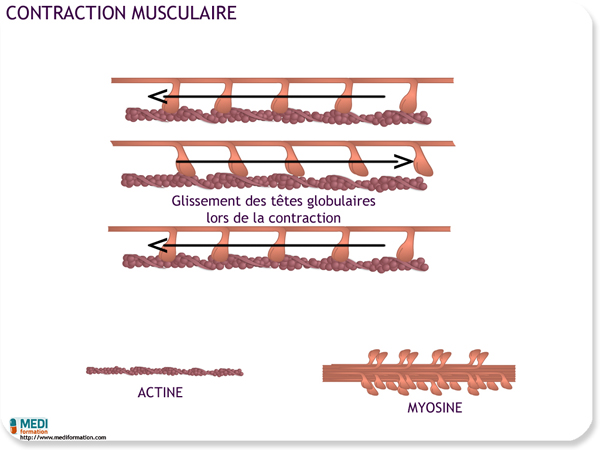 CONTRACTION MUSCULAIRE
Glissement des têtes globulaires
lors de la contraction
ACTINE
MYOSINE
MEDI
formation
http://www.mediformation.com